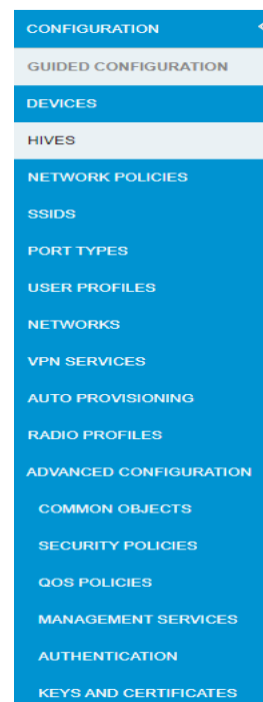 CONFIGURATION
GUIDED CONFIGURATION
DEVICES
HIVES
NETWORK POLICIES
SSIDS
PORT TYPES
USER PROFILES
NETWORKS
VPN SERVICES
AUTO PROVISIONING
RADIO PROFILES
ADVANCED CONFIGURATION
COMMON OBJECTS
SECURITY POLICIES
QOS POLICIES
MANAGEMENT SERVICES
AUTHENTICATION
KEYS AND CERTIFICATES